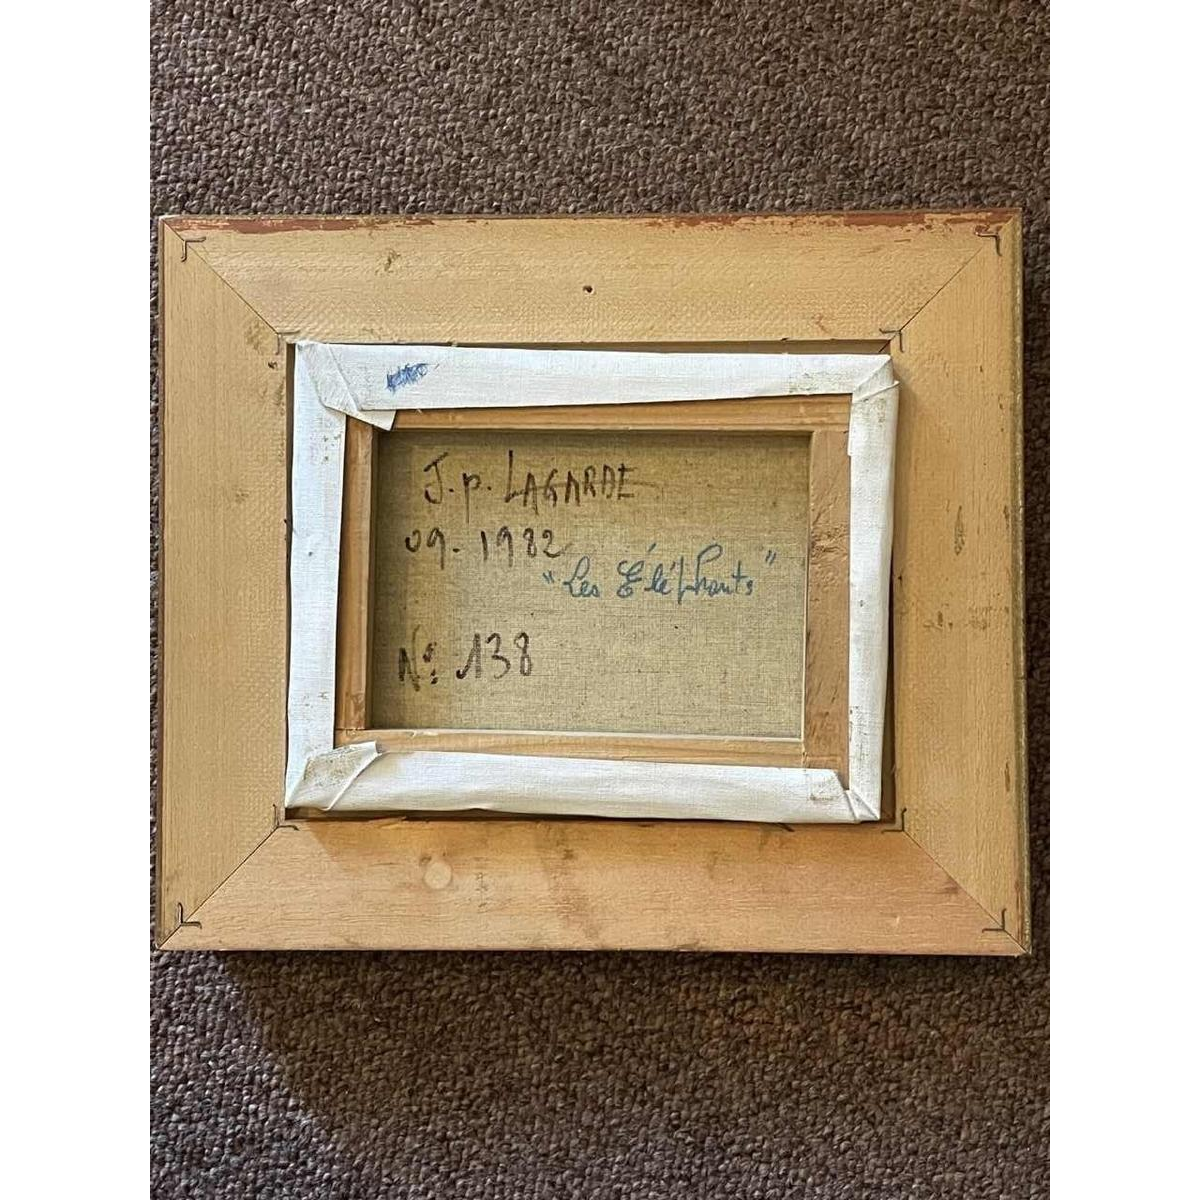 J.p. LAGARDE
09. 1982
"Les Éléphants"
N° 138